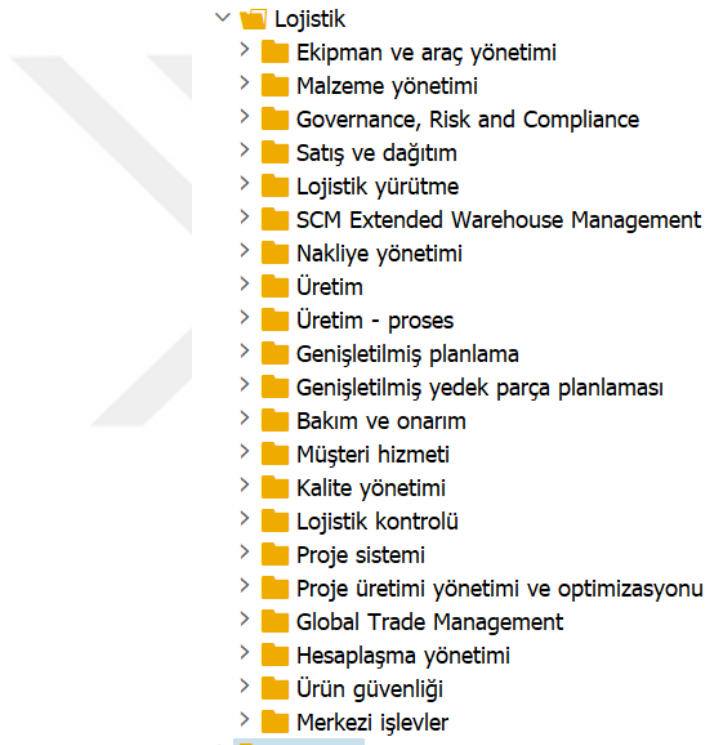 Lojistik
Ekipman ve araç yönetimi
Malzeme yönetimi
Governance, Risk and Compliance
Satış ve dağıtım
Lojistik yürütme
SCM Extended Warehouse Management
Nakliye yönetimi
Üretim
Üretim - proses
Genişletilmiş planlama
Genişletilmiş yedek parça planlaması
Bakım ve onarım
Müşteri hizmeti
Kalite yönetimi
Lojistik kontrolü
Proje sistemi
Proje üretimi yönetimi ve optimizasyonu
Global Trade Management
Hesaplaşma yönetimi
Ürün güvenliği
Merkezi işlevler